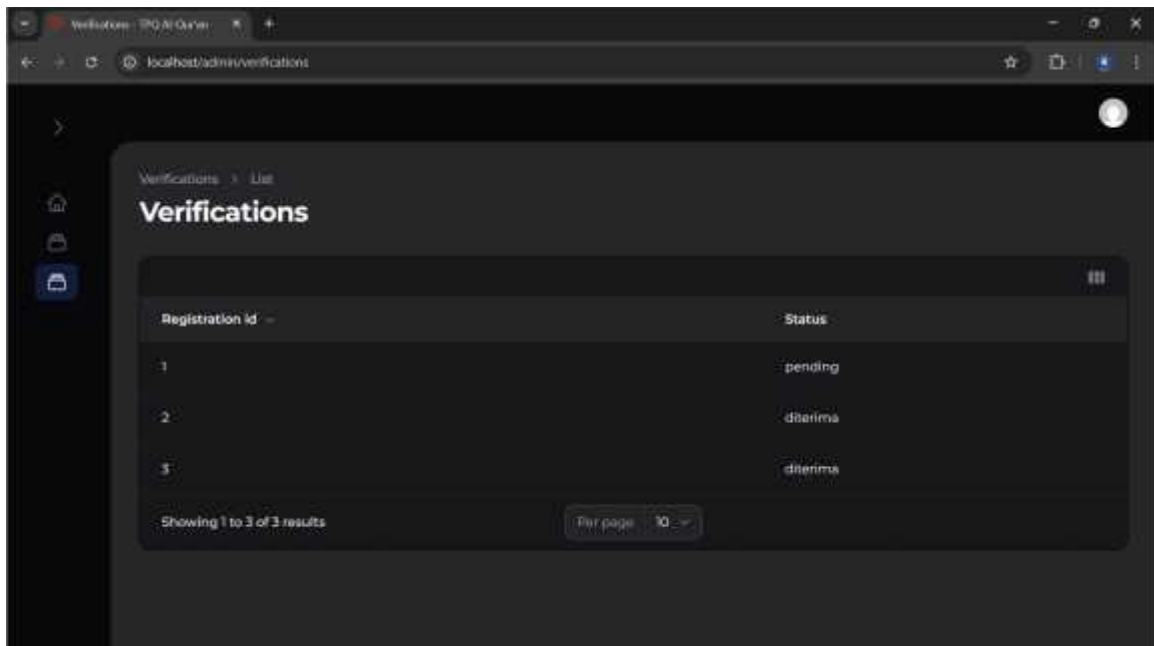 Verifications - TPQ Al Qur'an
localhost/admin/verifications
Verifications > List
Verifications
Registration id Status
1 pending
2 diterima
3 diterima
Showing 1 to 3 of 3 results Per page 10